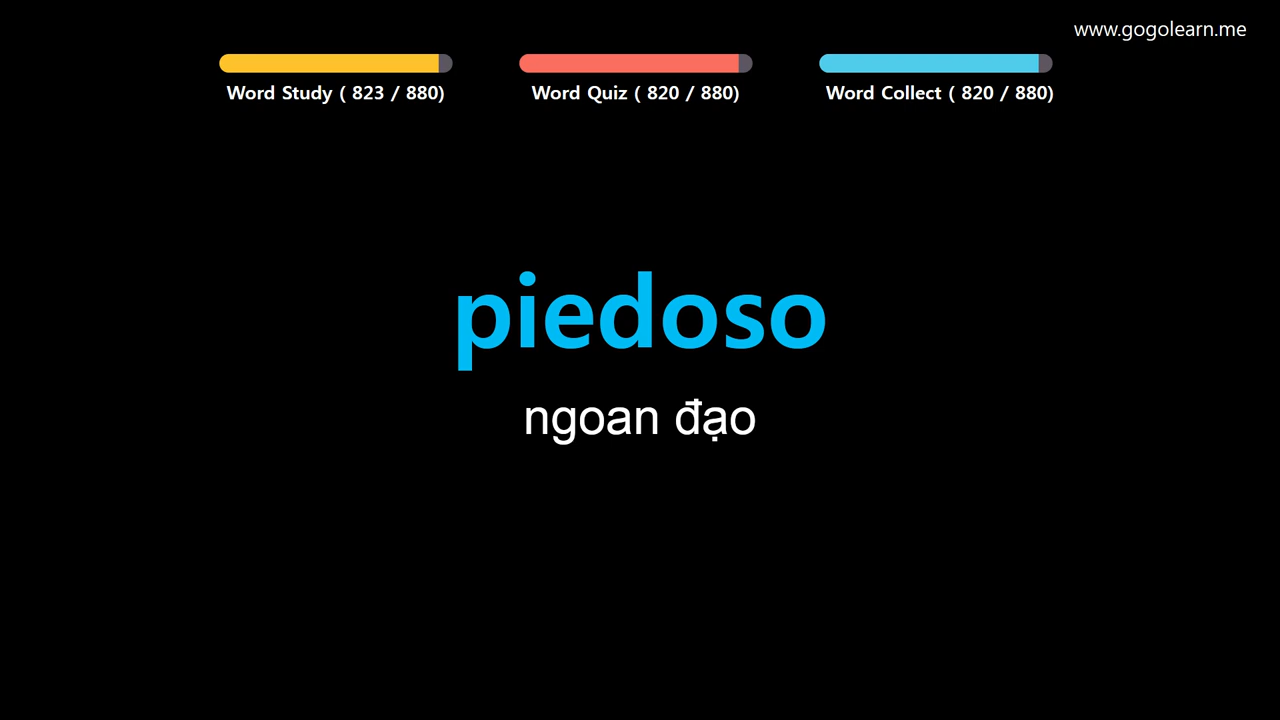 www.gogolearn.me
Word Study ( 823 / 880)
Word Quiz ( 820 / 880)
Word Collect ( 820 / 880)
piedoso
ngoan đạo